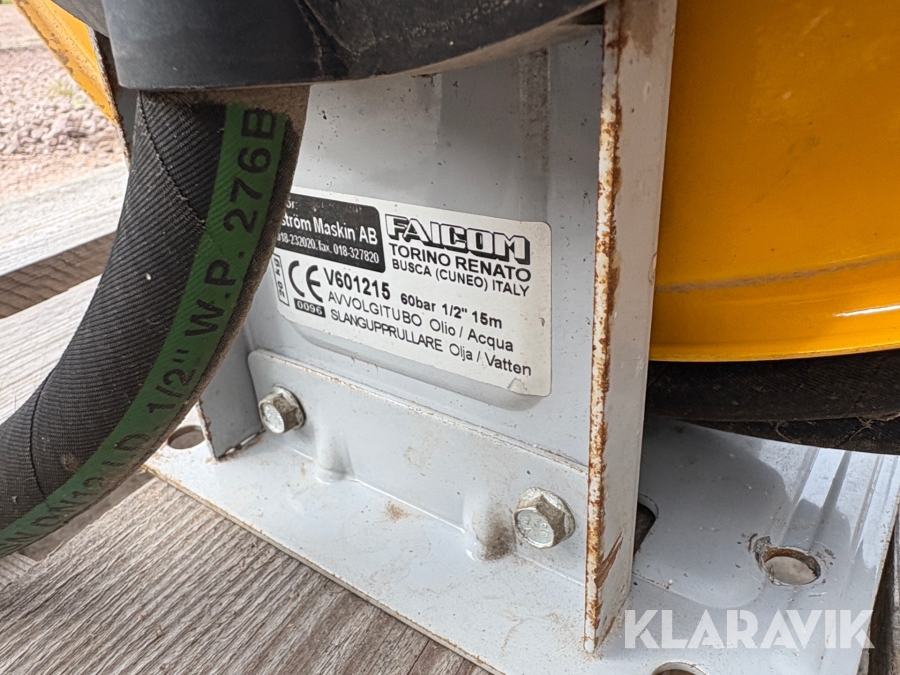 ström Maskin AB
018-232020, fax. 018-327820
FAICOM
TORINO RENATO
BUSCA (CUNEO) ITALY
CE
0096
V601215 60bar 1/2" 15m
AVVOLGITUBO Olio / Acqua
SLANGUPPRULLARE Olja / Vatten
1/2" W.P. 276B
KLARAVIK